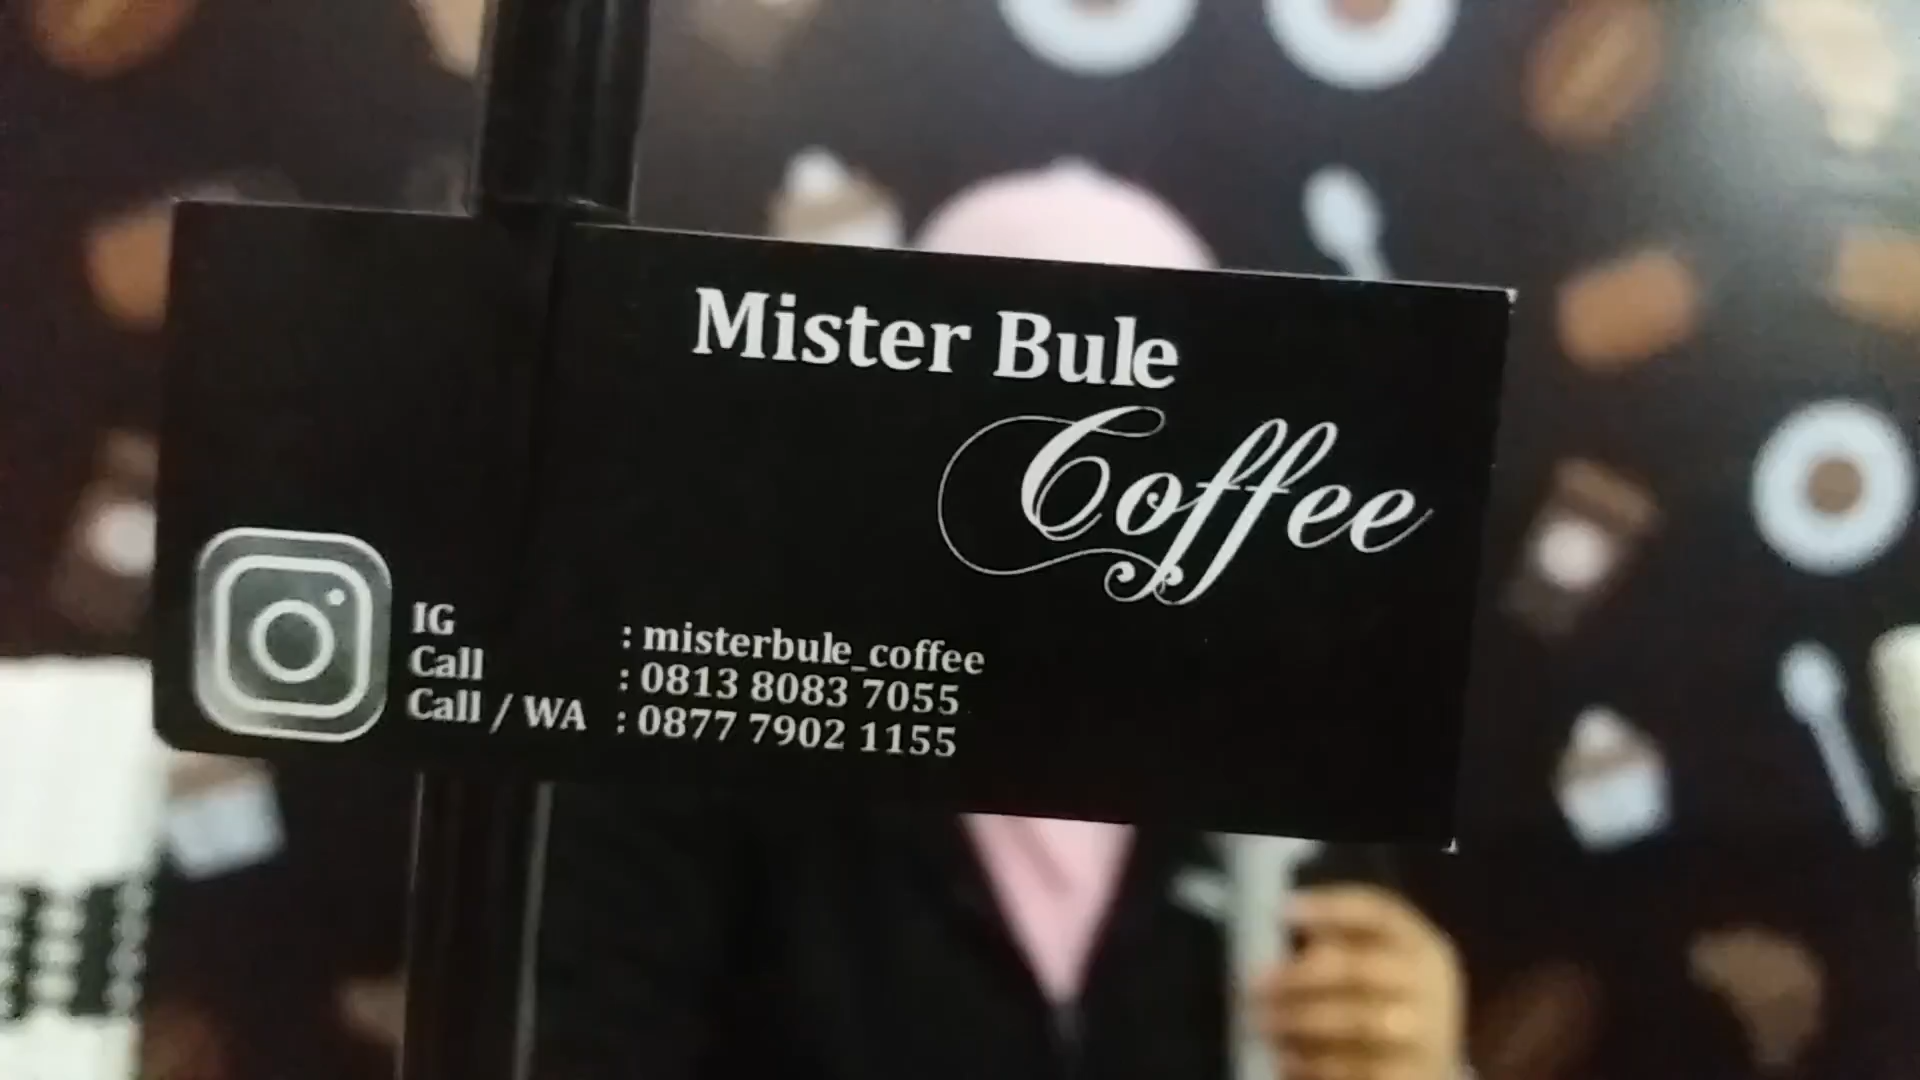 Mister Bule
Coffee
IG : misterbule_coffee
Call : 0813 8083 7055
Call / WA : 0877 7902 1155